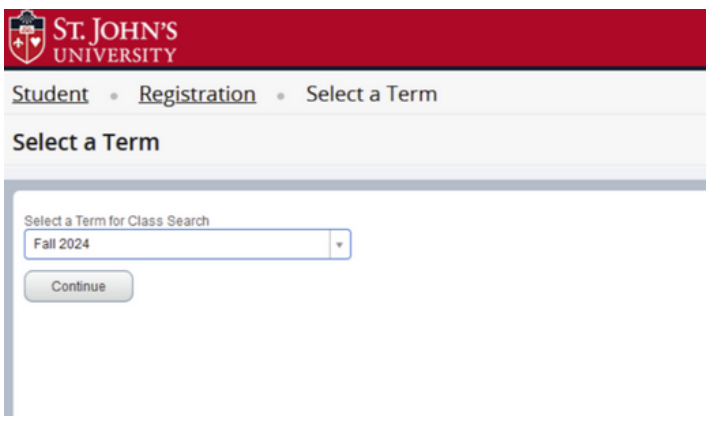 ST. JOHN'S
UNIVERSITY
Student • Registration • Select a Term
Select a Term
Select a Term for Class Search
Fall 2024
Continue